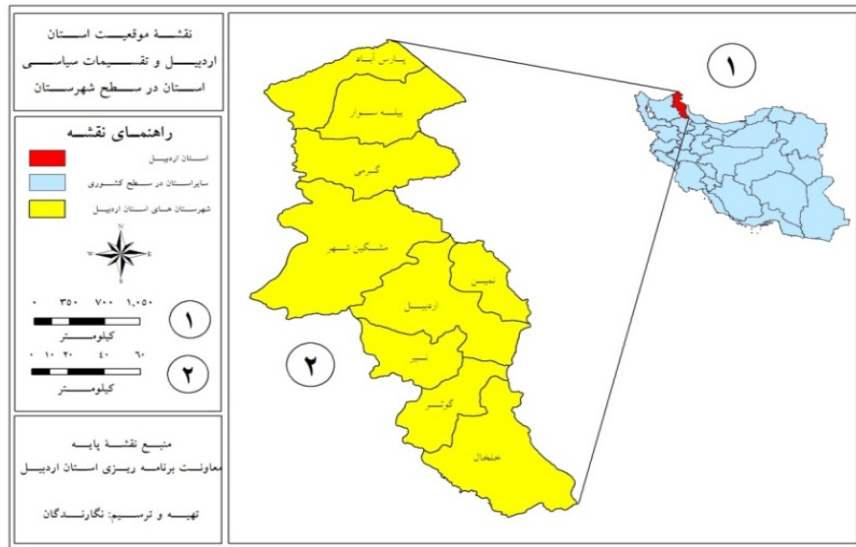 نقشة موقعیت استان
اردبیل و تقسیمات سیاسی
استان در سطح شهرستان
راهنمای نقشه
استان اردبیل
سایراستان در سطح کشوری
شهرستان های استان اردبیل
N
W E
S
۰ ۳۵۰ ۷۰۰ ۱,۰۵۰
کیلومتر
۱
۰ ۱۰ ۲۰ ۴۰ ۶۰
کیلومتر
۲
منبع نقشة پایه
معاونت برنامه ریزی استان اردبیل
تهیه و ترسیم: نگارندگان
۱
پارس آباد
بیله سوار
گرمی
مشگین شهر
نمین
اردبیل
نیر
۲
کوثر
خلخال